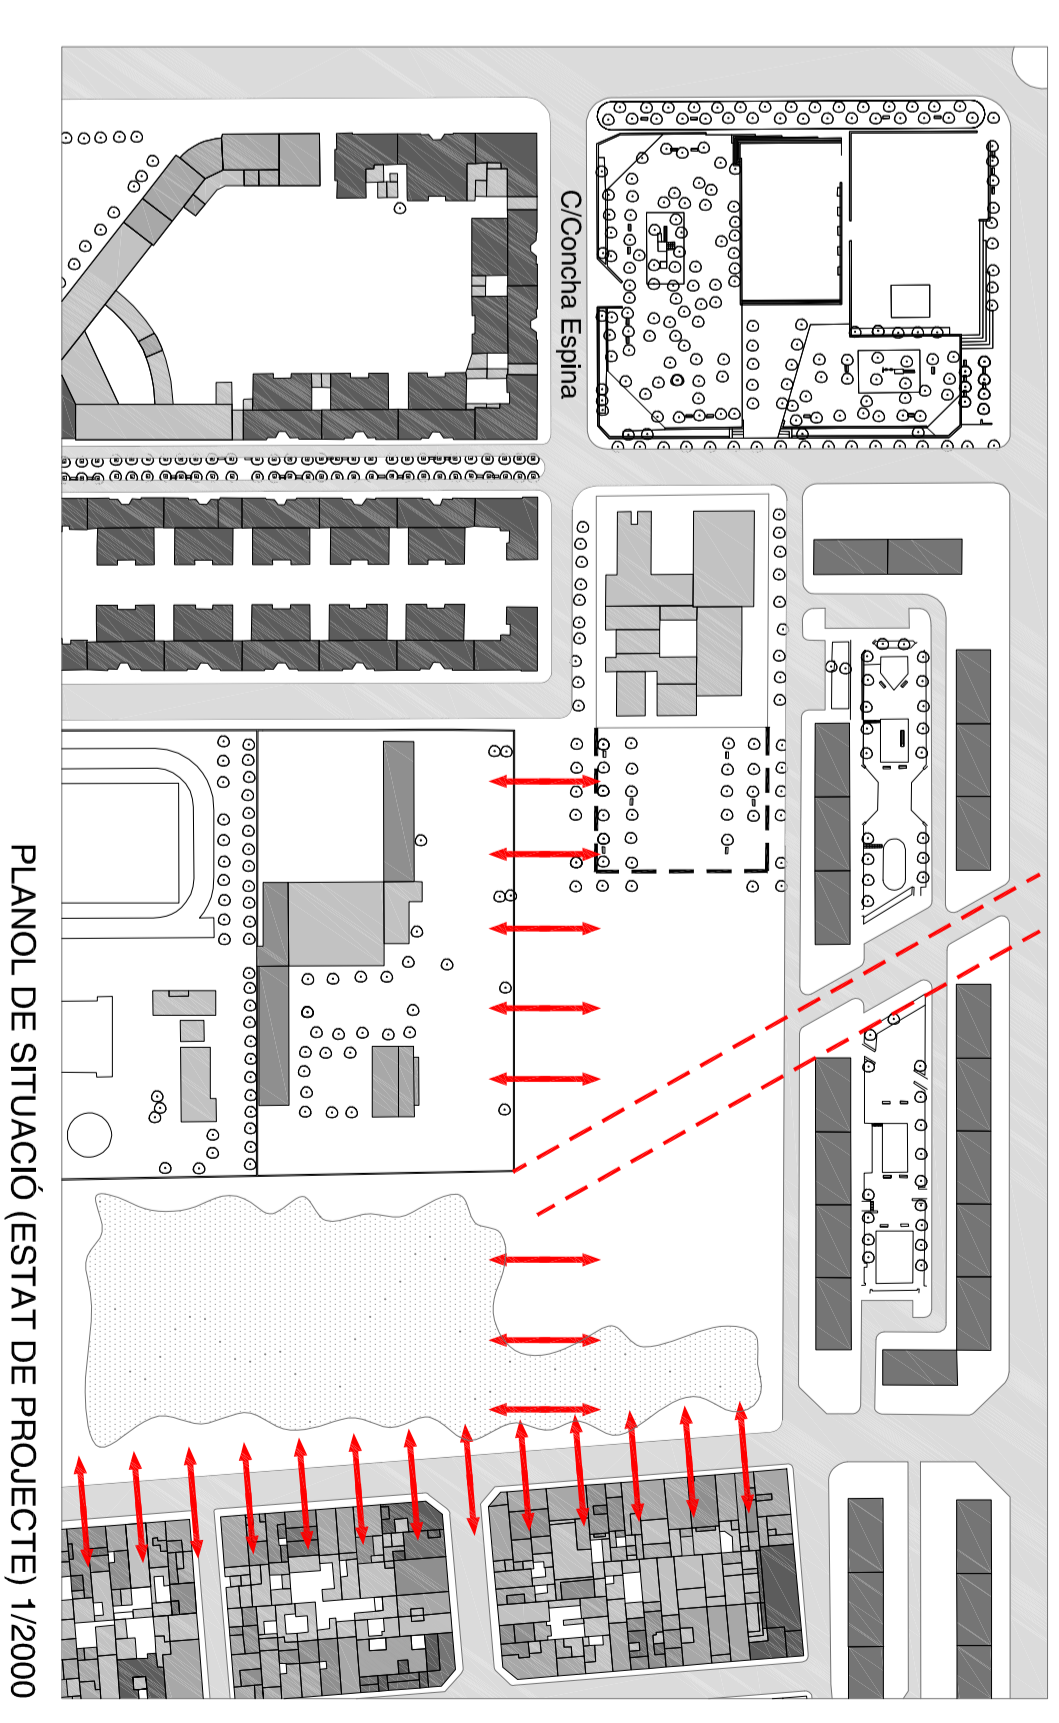 C/Concha Espina
PLANOL DE SITUACIÓ (ESTAT DE PROJECTE) 1/2000